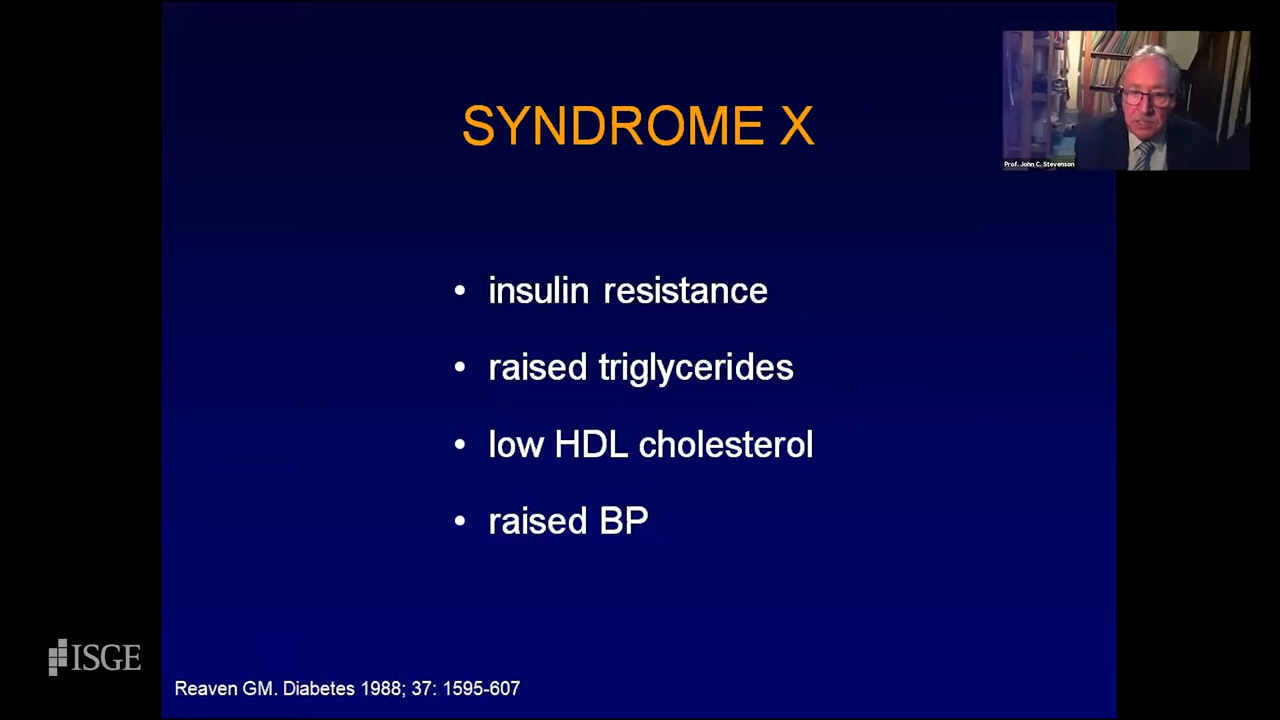 SYNDROME X
Prof. John C. Stevenson
• insulin resistance
• raised triglycerides
• low HDL cholesterol
• raised BP
ISGE
Reaven GM. Diabetes 1988; 37: 1595-607